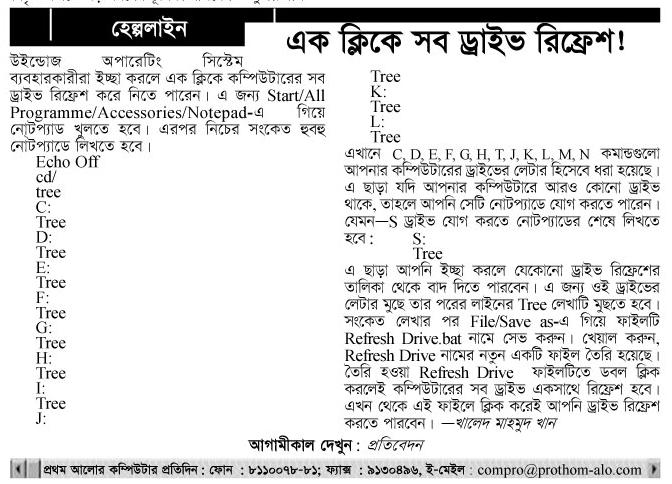 হেল্পলাইন
এক ক্লিকে সব ড্রাইভ রিফ্রেশ!
উইন্ডোজ অপারেটিং সিস্টেম
ব্যবহারকারীরা ইচ্ছা করলে এক ক্লিকে কম্পিউটারের সব
ড্রাইভ রিফ্রেশ করে নিতে পারেন। এ জন্য Start/All
Programme/Accessories/Notepad-এ গিয়ে
নোটপ্যাড খুলতে হবে। এরপর নিচের সংকেত হুবহু
নোটপ্যাডে লিখতে হবে।
Echo Off
cd/
tree
C:
Tree
D:
Tree
E:
Tree
F:
Tree
G:
Tree
H:
Tree
I:
Tree
J:
Tree
K:
Tree
L:
Tree
এখানে C, D, E, F, G, H, T, J, K, L, M, N কমান্ডগুলো
আপনার কম্পিউটারের ড্রাইভের লেটার হিসেবে ধরা হয়েছে।
এ ছাড়া যদি আপনার কম্পিউটারে আরও কোনো ড্রাইভ
থাকে, তাহলে আপনি সেটি নোটপ্যাডে যোগ করতে পারেন।
যেমন—S ড্রাইভ যোগ করতে নোটপ্যাডের শেষে লিখতে
হবে : S:
Tree
এ ছাড়া আপনি ইচ্ছা করলে যেকোনো ড্রাইভ রিফ্রেশের
তালিকা থেকে বাদ দিতে পারবেন। এ জন্য ওই ড্রাইভের
লেটার মুছে তার পরের লাইনের Tree লেখাটি মুছতে হবে।
সংকেত লেখার পর File/Save as-এ গিয়ে ফাইলটি
Refresh Drive.bat নামে সেভ করুন। খেয়াল করুন,
Refresh Drive নামের নতুন একটি ফাইল তৈরি হয়েছে।
তৈরি হওয়া Refresh Drive ফাইলটিতে ডবল ক্লিক
করলেই কম্পিউটারের সব ড্রাইভ একসাথে রিফ্রেশ হবে।
এখন থেকে এই ফাইলে ক্লিক করেই আপনি ড্রাইভ রিফ্রেশ
করতে পারবেন। —খালেদ মাহমুদ খান
আগামীকাল দেখুন : প্রতিবেদন
প্রথম আলোর কম্পিউটার প্রতিদিন : ফোন : ৮১১০০৭৮-৮১; ফ্যাক্স : ৯১৩০৪৯৬, ই-মেইল : compro@prothom-alo.com